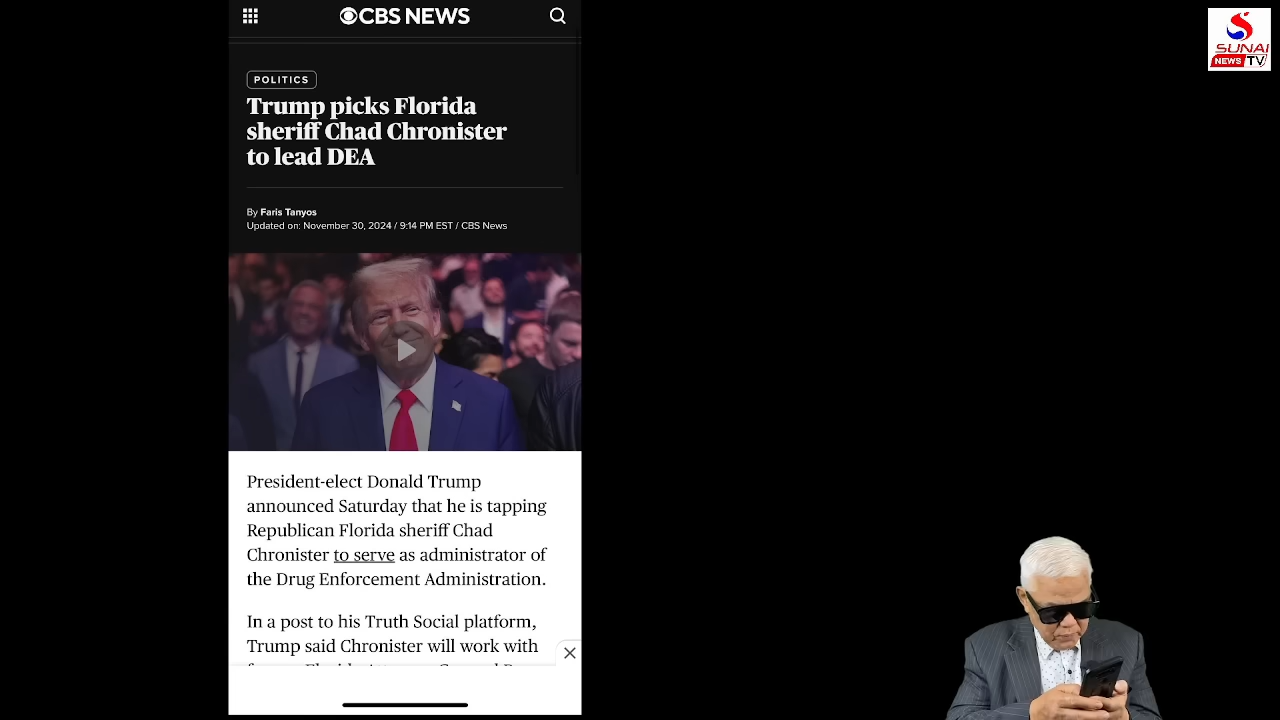 CBS NEWS
SUNAI
NEWS TV
POLITICS
Trump picks Florida
sheriff Chad Chronister
to lead DEA
By Faris Tanyos
Updated on: November 30, 2024 / 9:14 PM EST / CBS News
President-elect Donald Trump
announced Saturday that he is tapping
Republican Florida sheriff Chad
Chronister to serve as administrator of
the Drug Enforcement Administration.
In a post to his Truth Social platform,
Trump said Chronister will work with